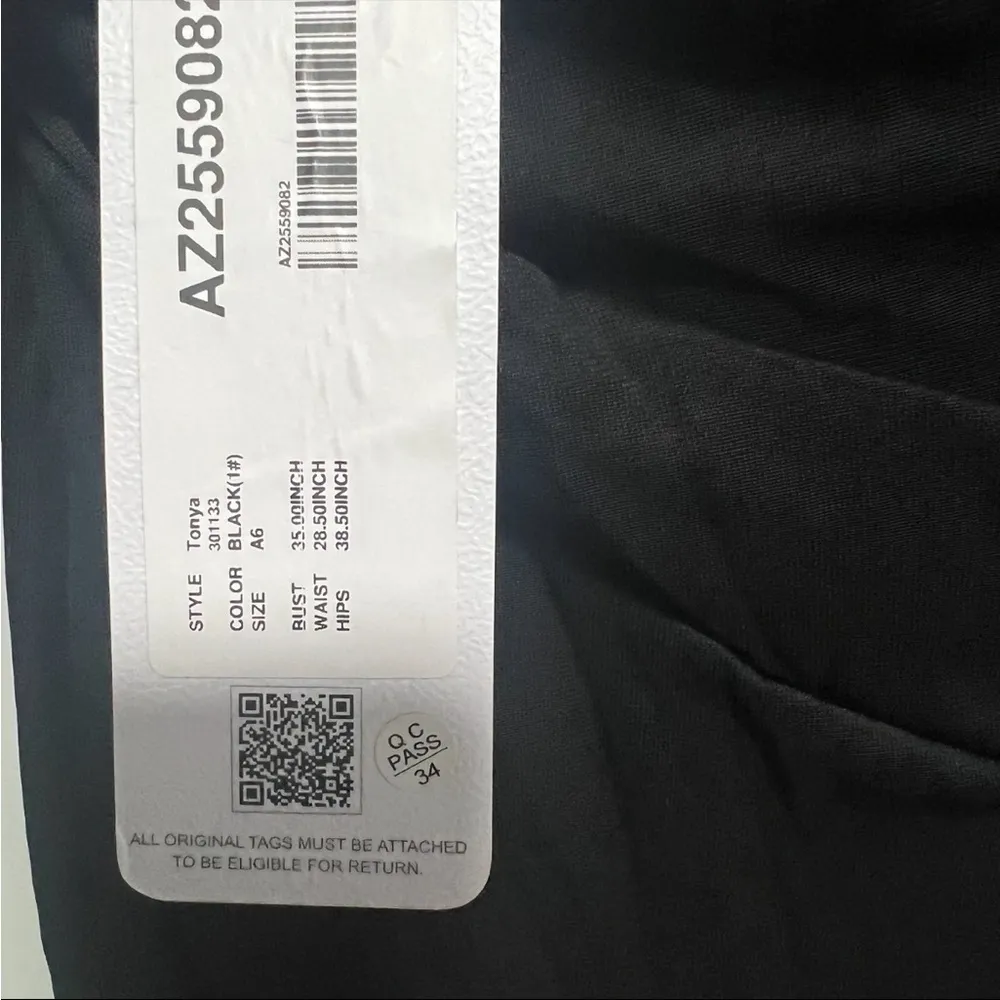 AZ2559082
AZ2559082
STYLE Tonya
301133
COLOR BLACK(1#)
SIZE A6
BUST 35.00INCH
WAIST 28.50INCH
HIPS 38.50INCH
Q C
PASS
34
ALL ORIGINAL TAGS MUST BE ATTACHED
TO BE ELIGIBLE FOR RETURN.